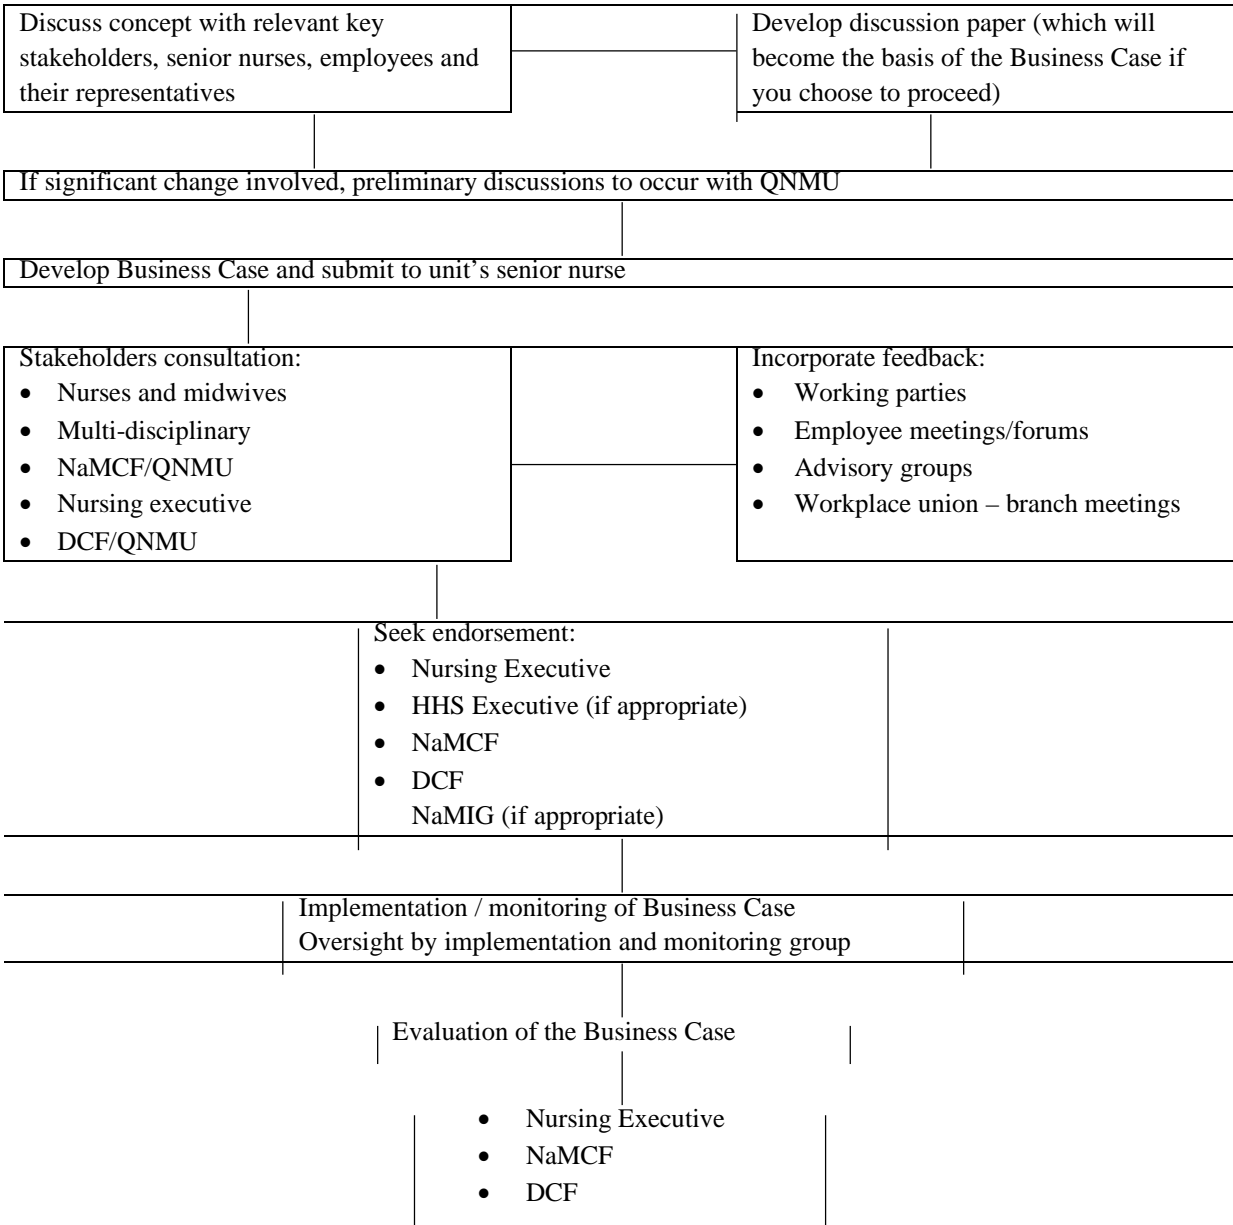 Discuss concept with relevant key
stakeholders, senior nurses, employees and
their representatives
Develop discussion paper (which will
become the basis of the Business Case if
you choose to proceed)
If significant change involved, preliminary discussions to occur with QNMU
Develop Business Case and submit to unit’s senior nurse
Stakeholders consultation:
• Nurses and midwives
• Multi-disciplinary
• NaMCF/QNMU
• Nursing executive
• DCF/QNMU
Incorporate feedback:
• Working parties
• Employee meetings/forums
• Advisory groups
• Workplace union – branch meetings
Seek endorsement:
• Nursing Executive
• HHS Executive (if appropriate)
• NaMCF
• DCF
NaMIG (if appropriate)
Implementation / monitoring of Business Case
Oversight by implementation and monitoring group
Evaluation of the Business Case
• Nursing Executive
• NaMCF
• DCF